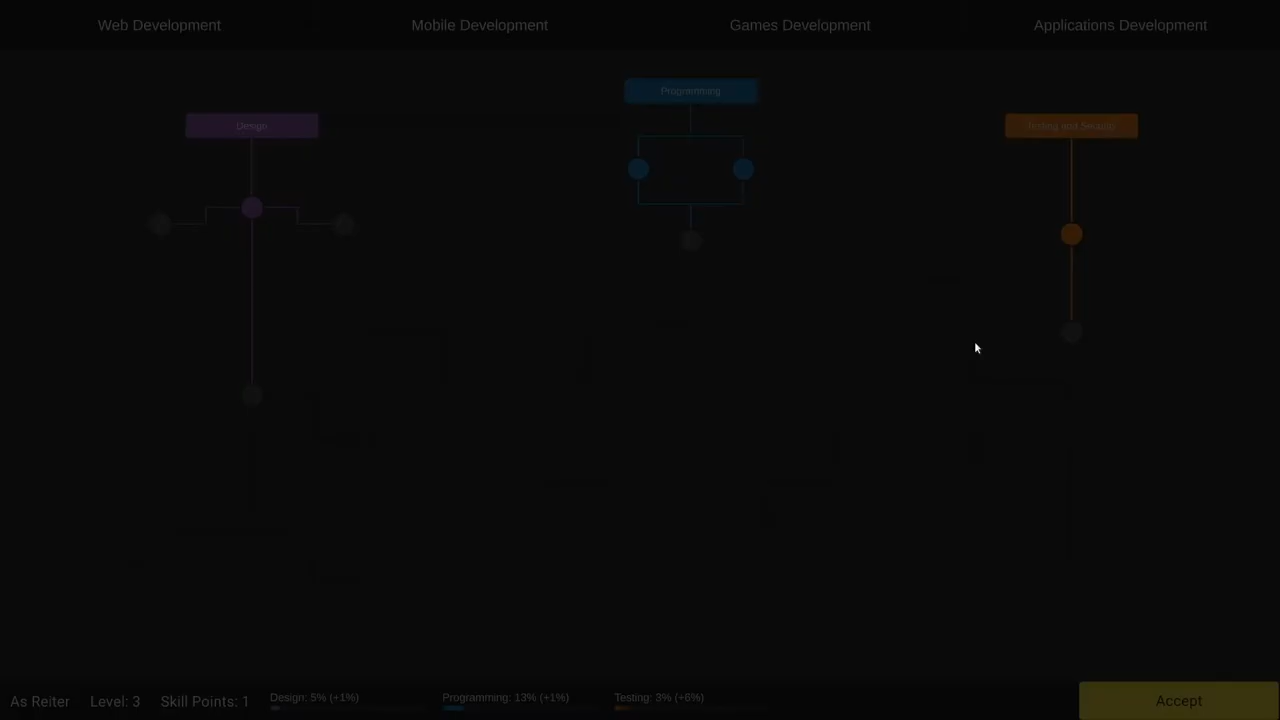 Web Development
Mobile Development
Games Development
Applications Development
Programming
Design
Testing and Security
As Reiter
Level: 3
Skill Points: 1
Design: 5% (+1%)
Programming: 13% (+1%)
Testing: 3% (+6%)
Accept